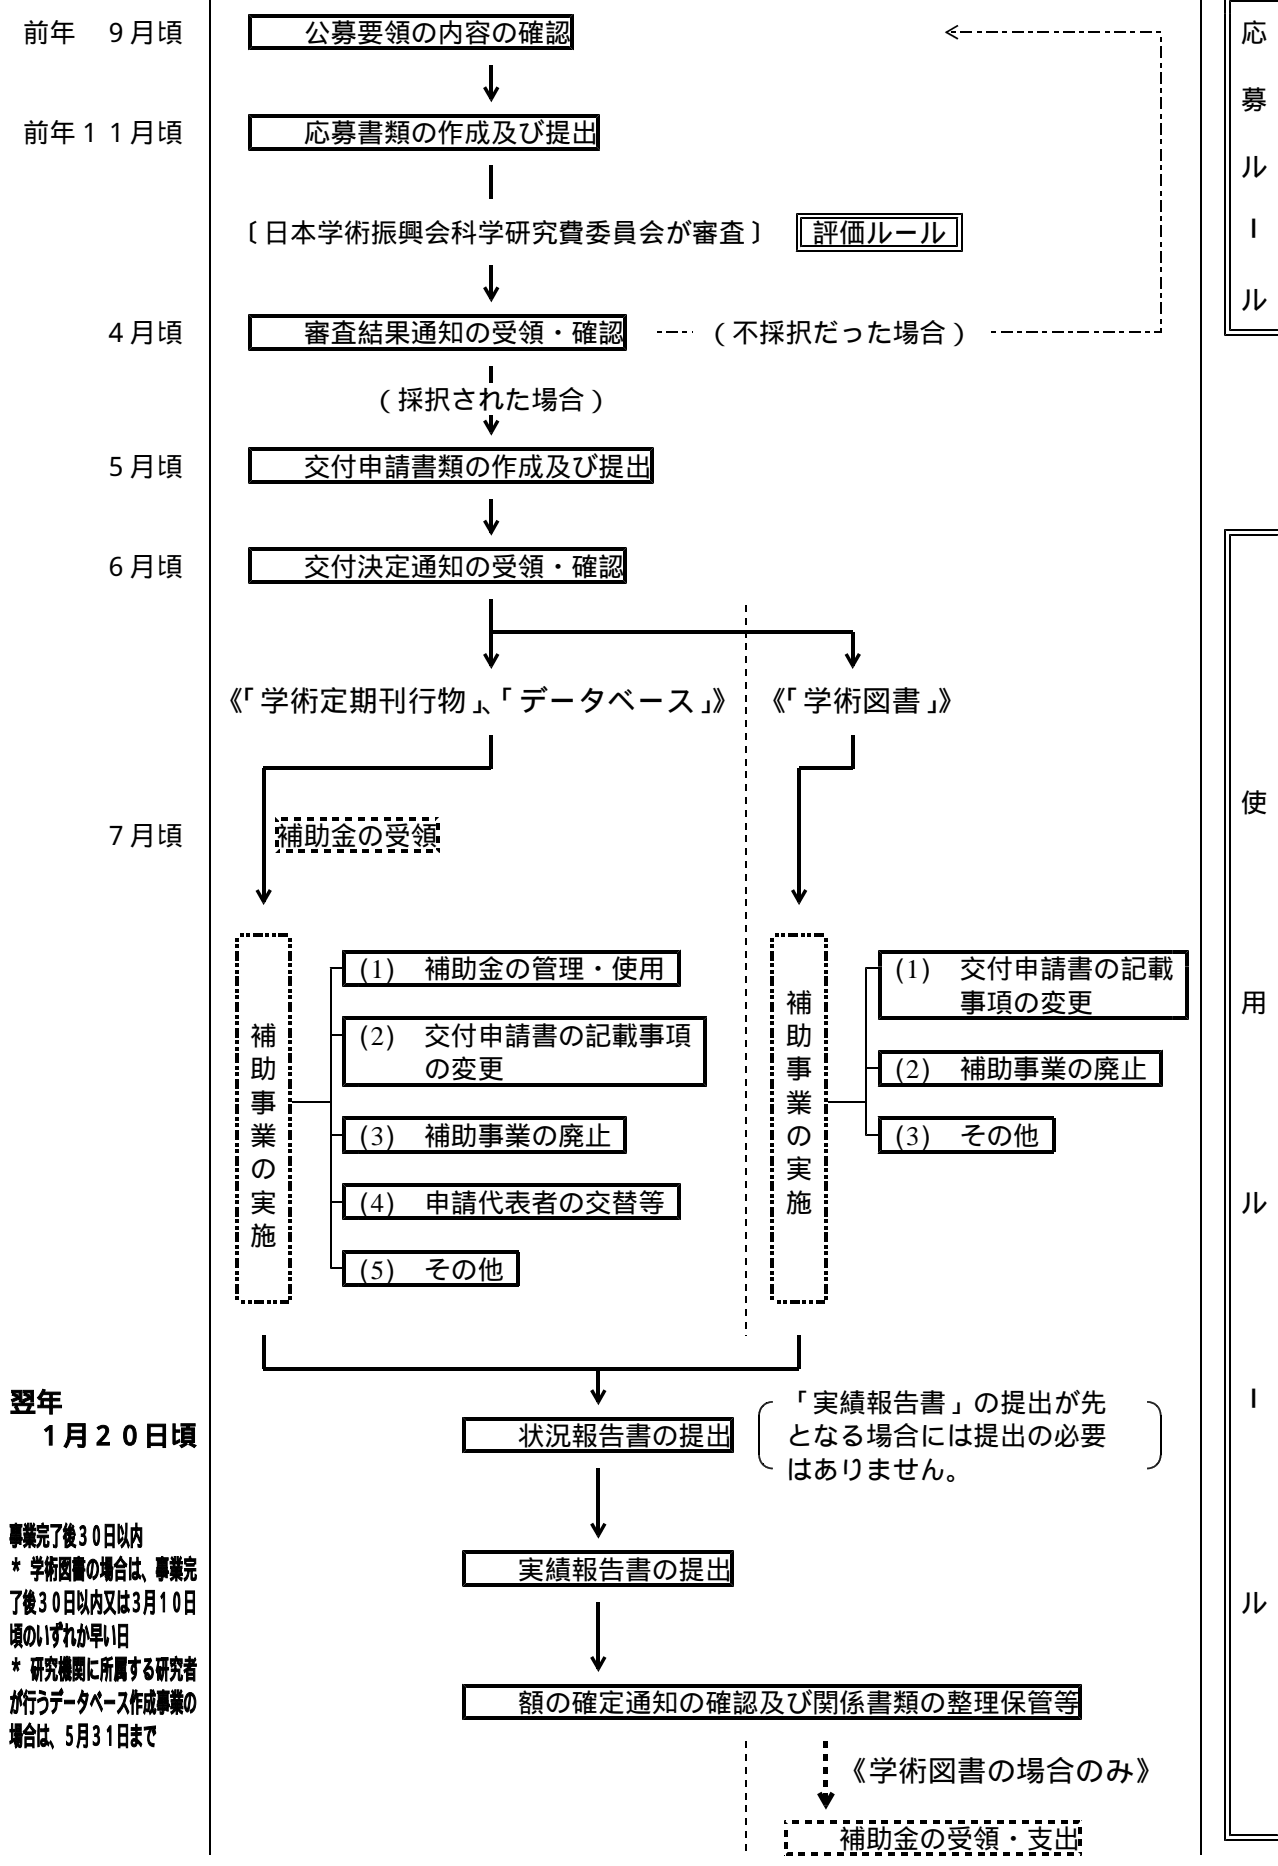 前年　９月頃
公募要領の内容の確認
前年１１月頃
応募書類の作成及び提出
〔日本学術振興会科学研究費委員会が審査〕
評価ルール
４月頃
審査結果通知の受領・確認
（不採択だった場合）
（採択された場合）
５月頃
交付申請書類の作成及び提出
６月頃
交付決定通知の受領・確認
《「学術定期刊行物」、「データベース」》
《「学術図書」》
７月頃
補助金の受領
補助事業の実施
(1)　補助金の管理・使用
(2)　交付申請書の記載事項
の変更
(3)　補助事業の廃止
(4)　申請代表者の交替等
(5)　その他
補助事業の実施
(1)　交付申請書の記載
事項の変更
(2)　補助事業の廃止
(3)　その他
翌年
１月２０日頃
状況報告書の提出
「実績報告書」の提出が先
となる場合には提出の必要
はありません。
事業完了後３０日以内
＊ 学術図書の場合は、事業完
了後３０日以内又は３月１０日
頃のいずれか早い日
＊ 研究機関に所属する研究者
が行うデータベース作成事業の
場合は、５月３１日まで
実績報告書の提出
額の確定通知の確認及び関係書類の整理保管等
《学術図書の場合のみ》
補助金の受領・支出
応募ルール
使用ルール